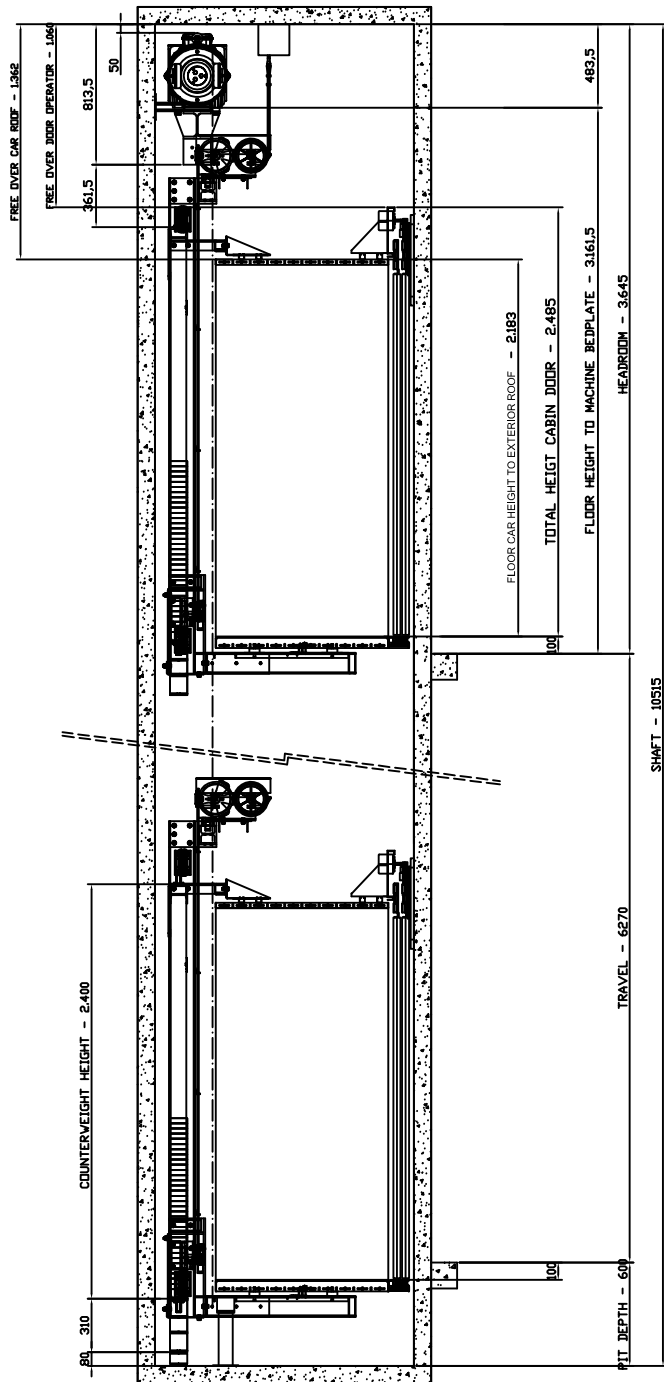 FREE OVER CAR ROOF - 1.362
FREE OVER DOOR OPERATOR - 1.060
50
813,5
361,5
483,5
FLOOR CAR HEIGHT TO EXTERIOR ROOF - 2.183
TOTAL HEIGT CABIN DOOR - 2.485
FLOOR HEIGHT TO MACHINE BEDPLATE - 3.161,5
HEADROOM - 3.645
100
SHAFT - 10515
TRAVEL - 6270
COUNTERWEIGHT HEIGHT - 2.400
100
310
80
PIT DEPTH - 600